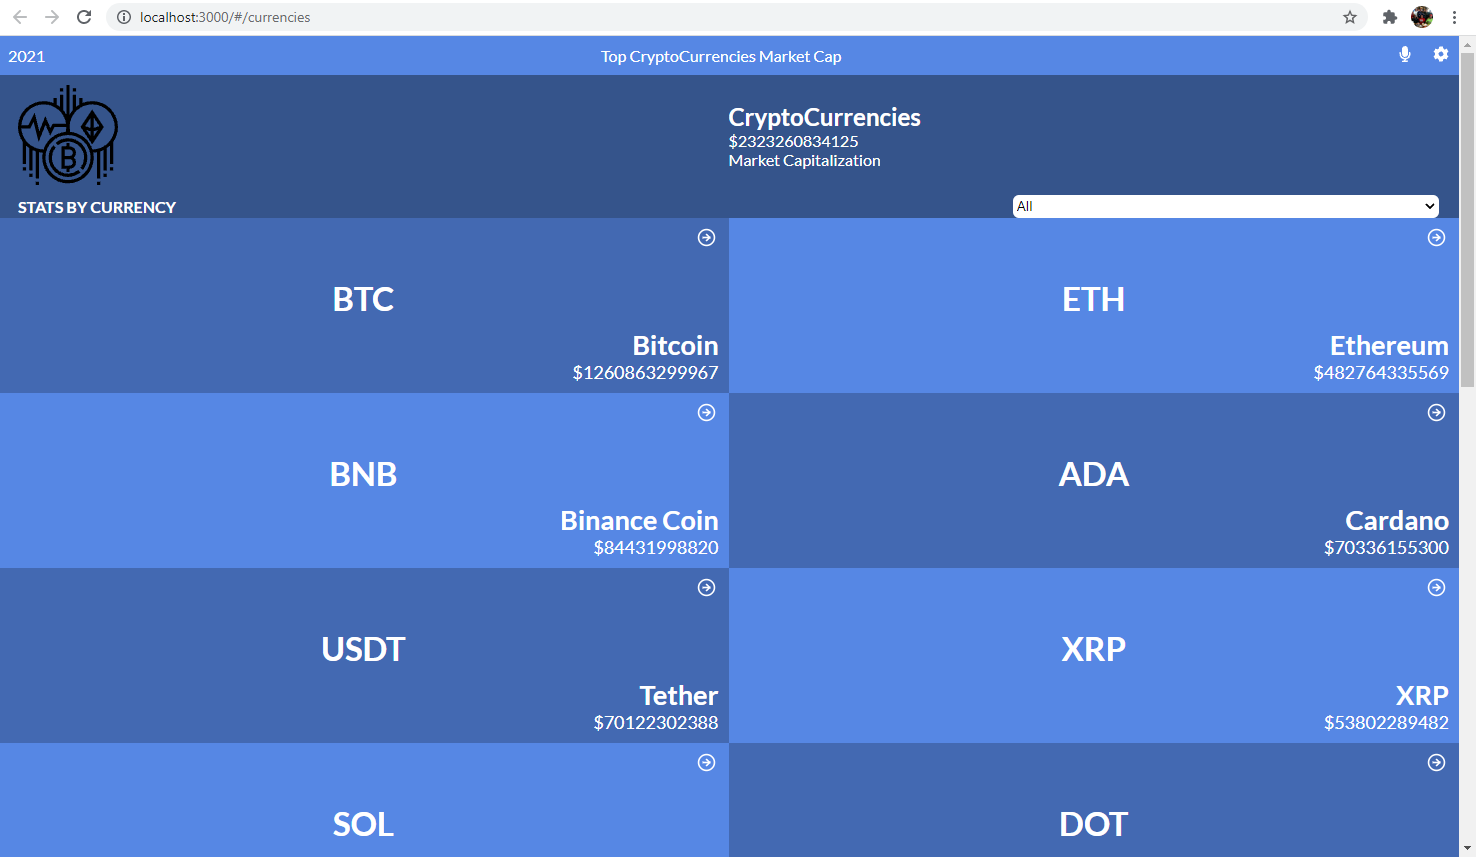 localhost:3000/#/currencies
2021
Top CryptoCurrencies Market Cap
CryptoCurrencies
$2323260834125
Market Capitalization
STATS BY CURRENCY
All
BTC
Bitcoin
$1260863299967
ETH
Ethereum
$482764335569
BNB
Binance Coin
$84431998820
ADA
Cardano
$70336155300
USDT
Tether
$70122302388
XRP
XRP
$53802289482
SOL
DOT